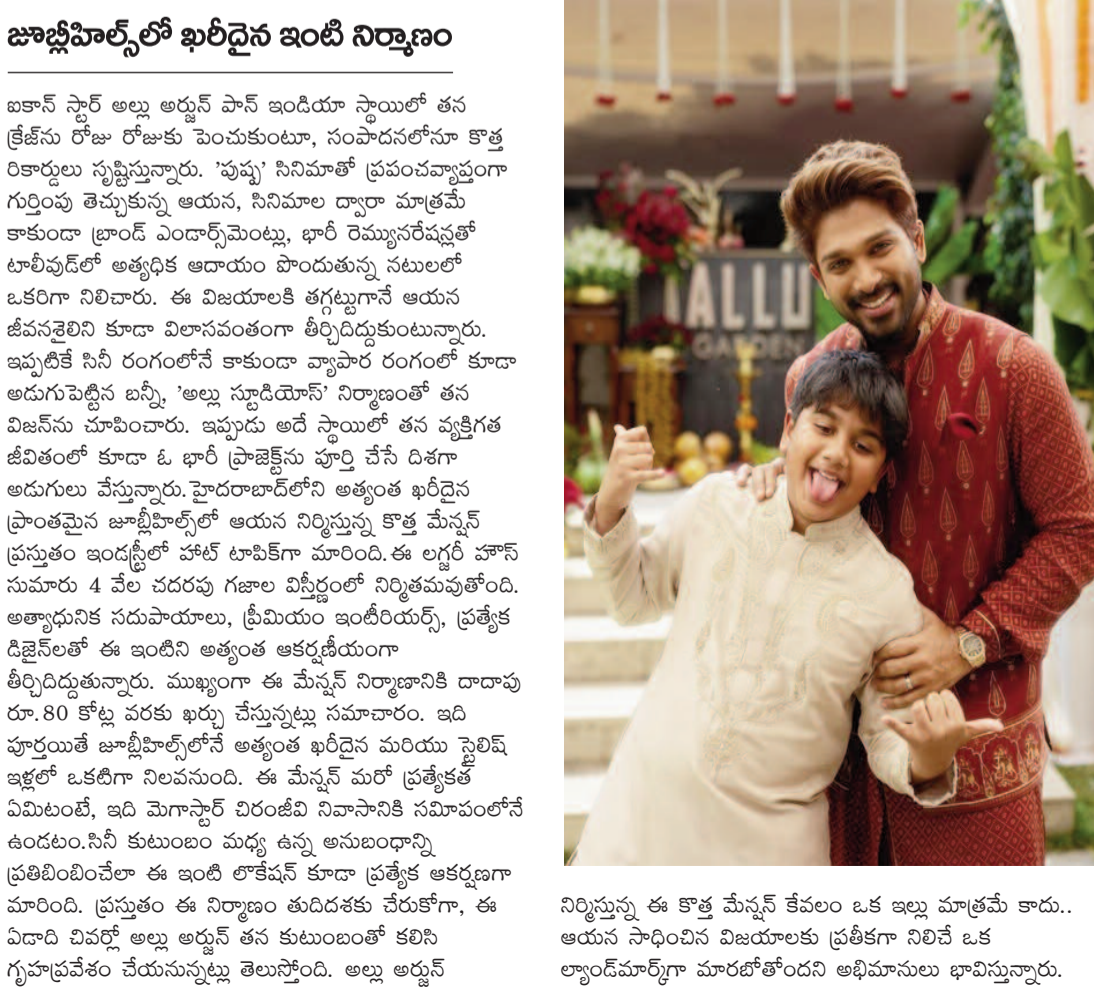 జూబ్లీహిల్స్‌లో ఖరీదైన ఇంటి నిర్మాణం
ఐకాన్ స్టార్ అల్లు అర్జున్ పాన్ ఇండియా స్థాయిలో తన
క్రేజ్‌ను రోజు రోజుకు పెంచుకుంటూ, సంపాదనలోనూ కొత్త
రికార్డులు సృష్టిస్తున్నారు. 'పుష్ప' సినిమాతో ప్రపంచవ్యాప్తంగా
గుర్తింపు తెచ్చుకున్న ఆయన, సినిమాల ద్వారా మాత్రమే
కాకుండా బ్రాండ్ ఎండార్స్‌మెంట్లు, భారీ రెమ్యునరేషన్లతో
టాలీవుడ్‌లో అత్యధిక ఆదాయం పొందుతున్న నటులలో
ఒకరిగా నిలిచారు. ఈ విజయాలకి తగ్గట్టుగానే ఆయన
జీవనశైలిని కూడా విలాసవంతంగా తీర్చిదిద్దుకుంటున్నారు.
ఇప్పటికే సినీ రంగంలోనే కాకుండా వ్యాపార రంగంలో కూడా
అడుగుపెట్టిన బన్నీ, 'అల్లు స్టూడియోస్' నిర్మాణంతో తన
విజన్‌ను చూపించారు. ఇప్పుడు అదే స్థాయిలో తన వ్యక్తిగత
జీవితంలో కూడా ఓ భారీ ప్రాజెక్ట్‌ను పూర్తి చేసే దిశగా
అడుగులు వేస్తున్నారు.హైదరాబాద్‌లోని అత్యంత ఖరీదైన
ప్రాంతమైన జూబ్లీహిల్స్‌లో ఆయన నిర్మిస్తున్న కొత్త మేన్షన్
ప్రస్తుతం ఇండస్ట్రీలో హాట్ టాపిక్‌గా మారింది.ఈ లగ్జరీ హౌస్
సుమారు 4 వేల చదరపు గజాల విస్తీర్ణంలో నిర్మితమవుతోంది.
అత్యాధునిక సదుపాయాలు, ప్రీమియం ఇంటీరియర్స్, ప్రత్యేక
డిజైన్‌లతో ఈ ఇంటిని అత్యంత ఆకర్షణీయంగా
తీర్చిదిద్దుతున్నారు. ముఖ్యంగా ఈ మేన్షన్ నిర్మాణానికి దాదాపు
రూ.80 కోట్ల వరకు ఖర్చు చేస్తున్నట్లు సమాచారం. ఇది
పూర్తయితే జూబ్లీహిల్స్‌లోనే అత్యంత ఖరీదైన మరియు స్టైలిష్
ఇళ్లలో ఒకటిగా నిలవనుంది. ఈ మేన్షన్ మరో ప్రత్యేకత
ఏమిటంటే, ఇది మెగాస్టార్ చిరంజీవి నివాసానికి సమీపంలోనే
ఉండటం.సినీ కుటుంబం మధ్య ఉన్న అనుబంధాన్ని
ప్రతిబింబించేలా ఈ ఇంటి లొకేషన్ కూడా ప్రత్యేక ఆకర్షణగా
మారింది. ప్రస్తుతం ఈ నిర్మాణం తుదిదశకు చేరుకోగా, ఈ
ఏడాది చివర్లో అల్లు అర్జున్ తన కుటుంబంతో కలిసి
గృహప్రవేశం చేయనున్నట్లు తెలుస్తోంది. అల్లు అర్జున్
ALLU
GARDEN
నిర్మిస్తున్న ఈ కొత్త మేన్షన్ కేవలం ఒక ఇల్లు మాత్రమే కాదు..
ఆయన సాధించిన విజయాలకు ప్రతీకగా నిలిచే ఒక
ల్యాండ్‌మార్క్‌గా మారబోతోందని అభిమానులు భావిస్తున్నారు.